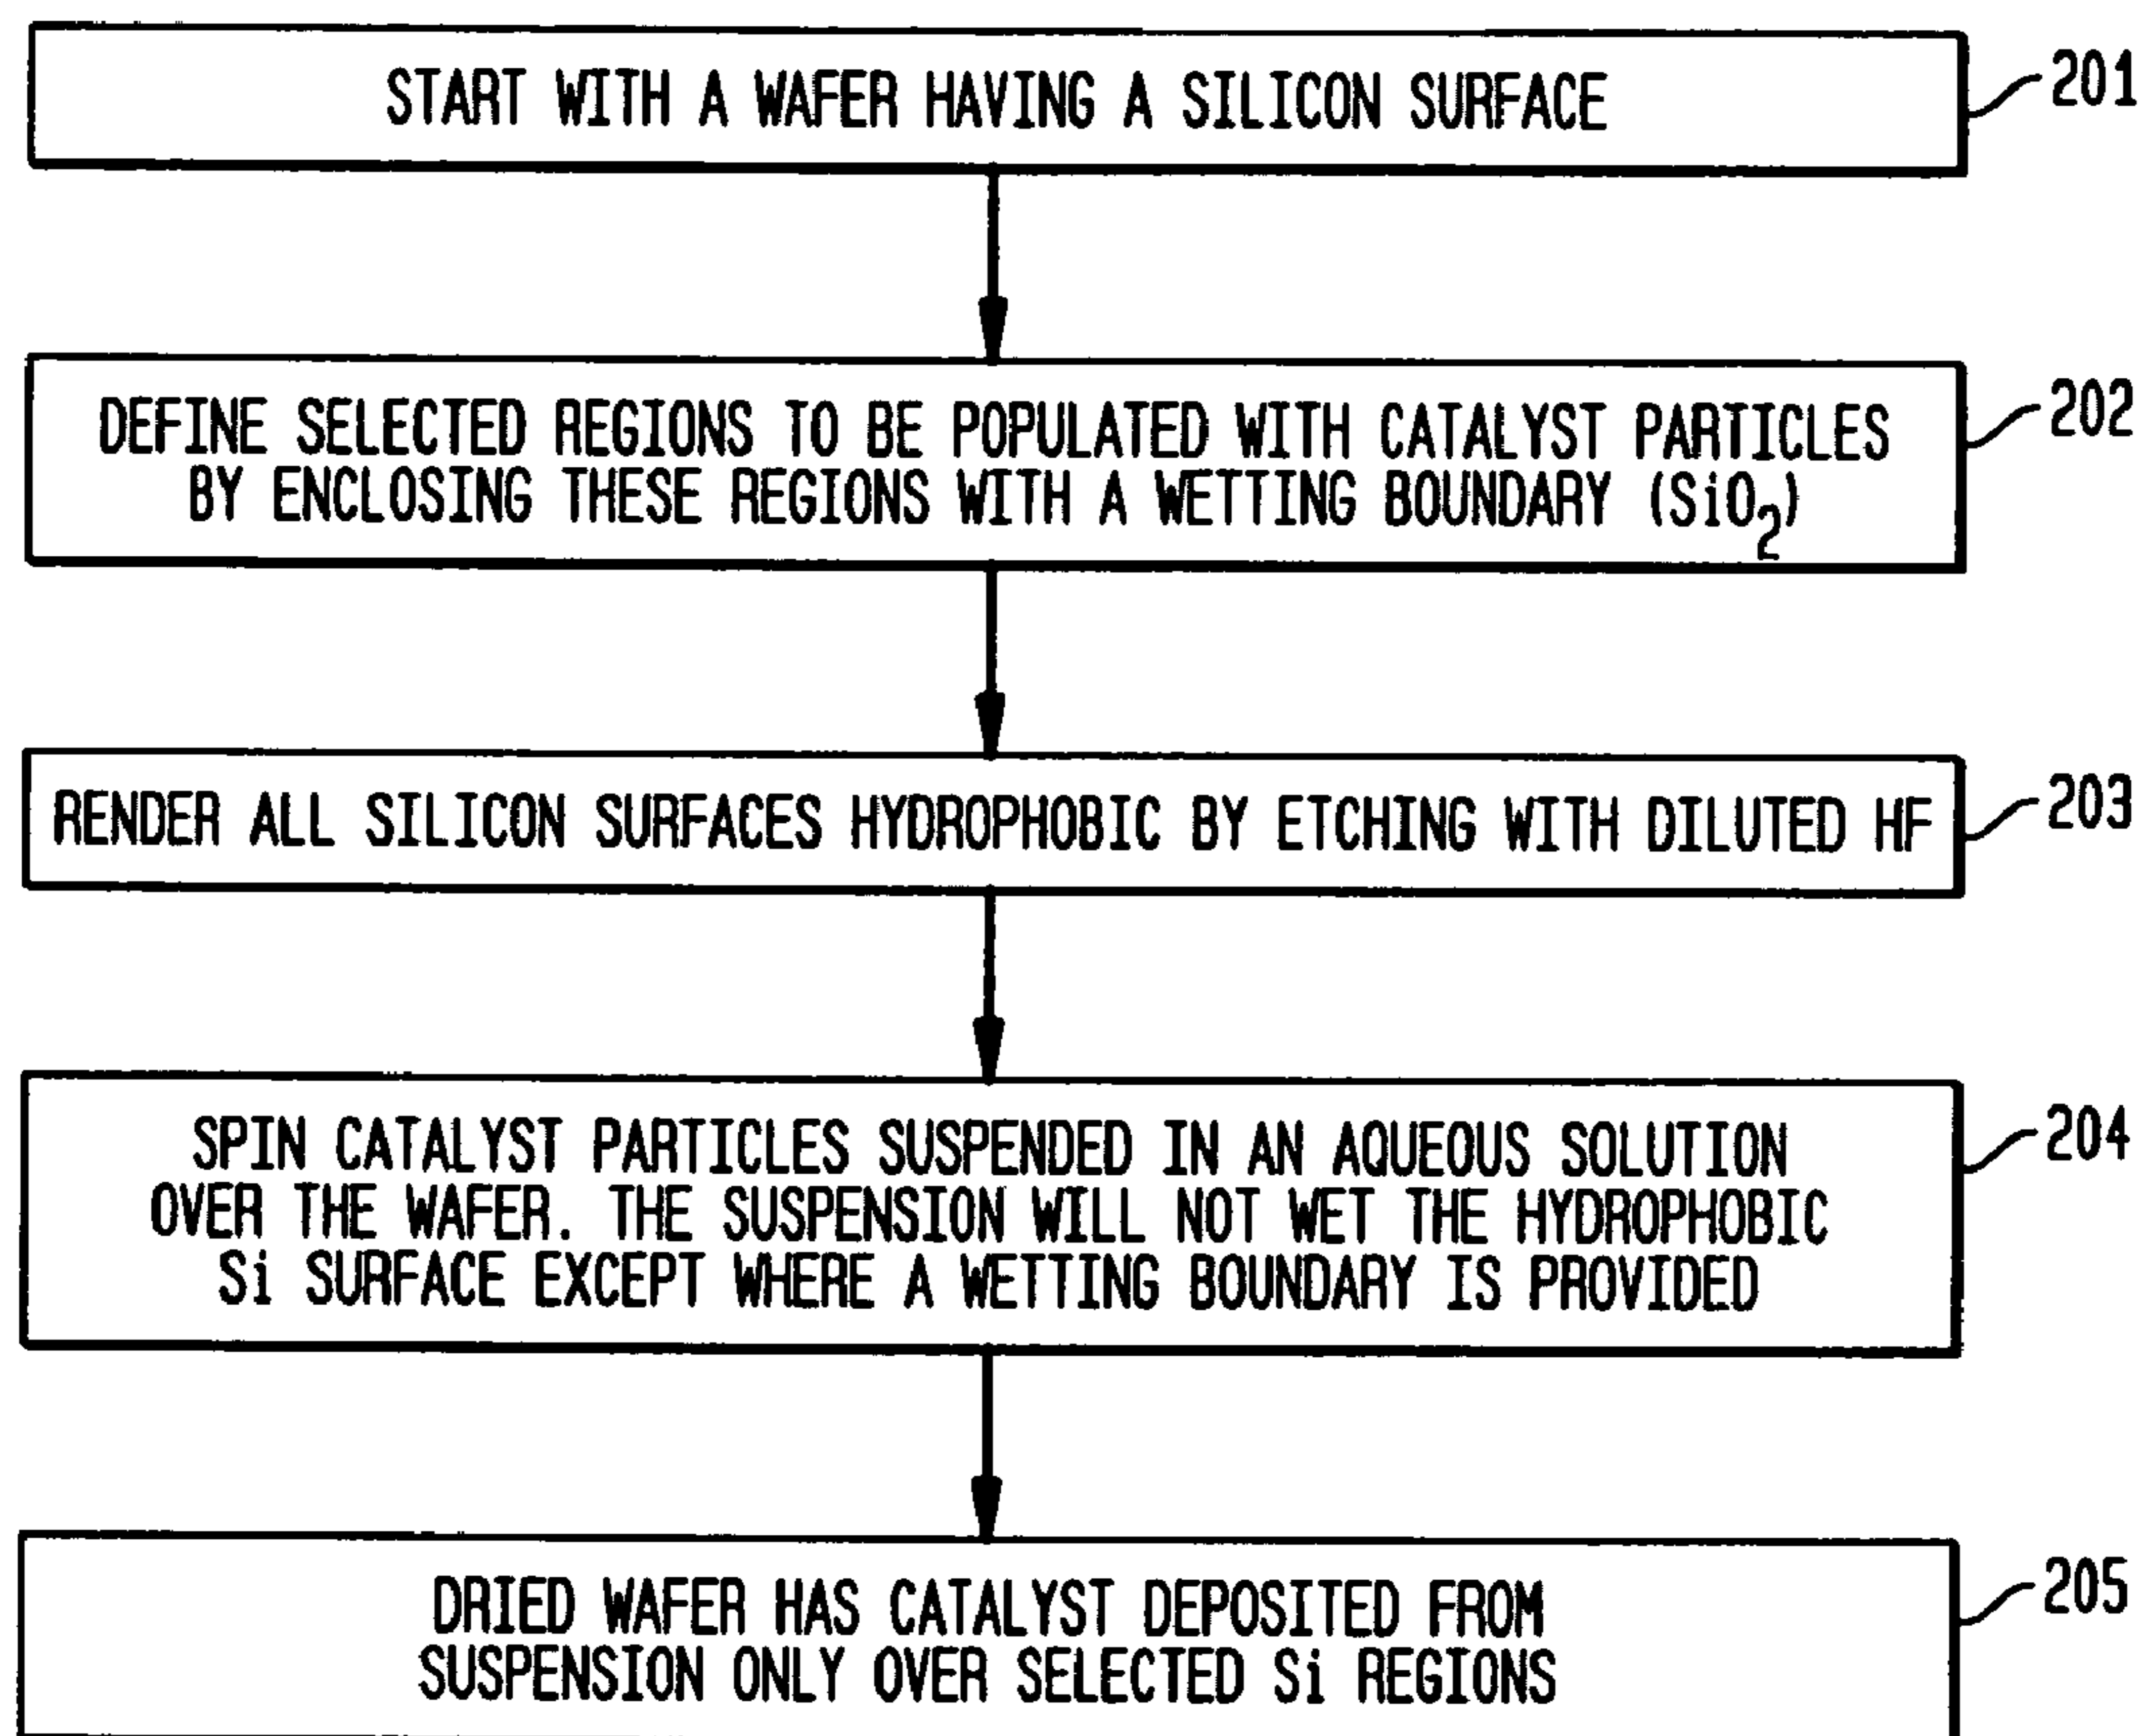 START WITH A WAFER HAVING A SILICON SURFACE
201
DEFINE SELECTED REGIONS TO BE POPULATED WITH CATALYST PARTICLES
BY ENCLOSING THESE REGIONS WITH A WETTING BOUNDARY (SiO₂)
202
RENDER ALL SILICON SURFACES HYDROPHOBIC BY ETCHING WITH DILUTED HF
203
SPIN CATALYST PARTICLES SUSPENDED IN AN AQUEOUS SOLUTION
OVER THE WAFER. THE SUSPENSION WILL NOT WET THE HYDROPHOBIC
Si SURFACE EXCEPT WHERE A WETTING BOUNDARY IS PROVIDED
204
DRIED WAFER HAS CATALYST DEPOSITED FROM
SUSPENSION ONLY OVER SELECTED Si REGIONS
205